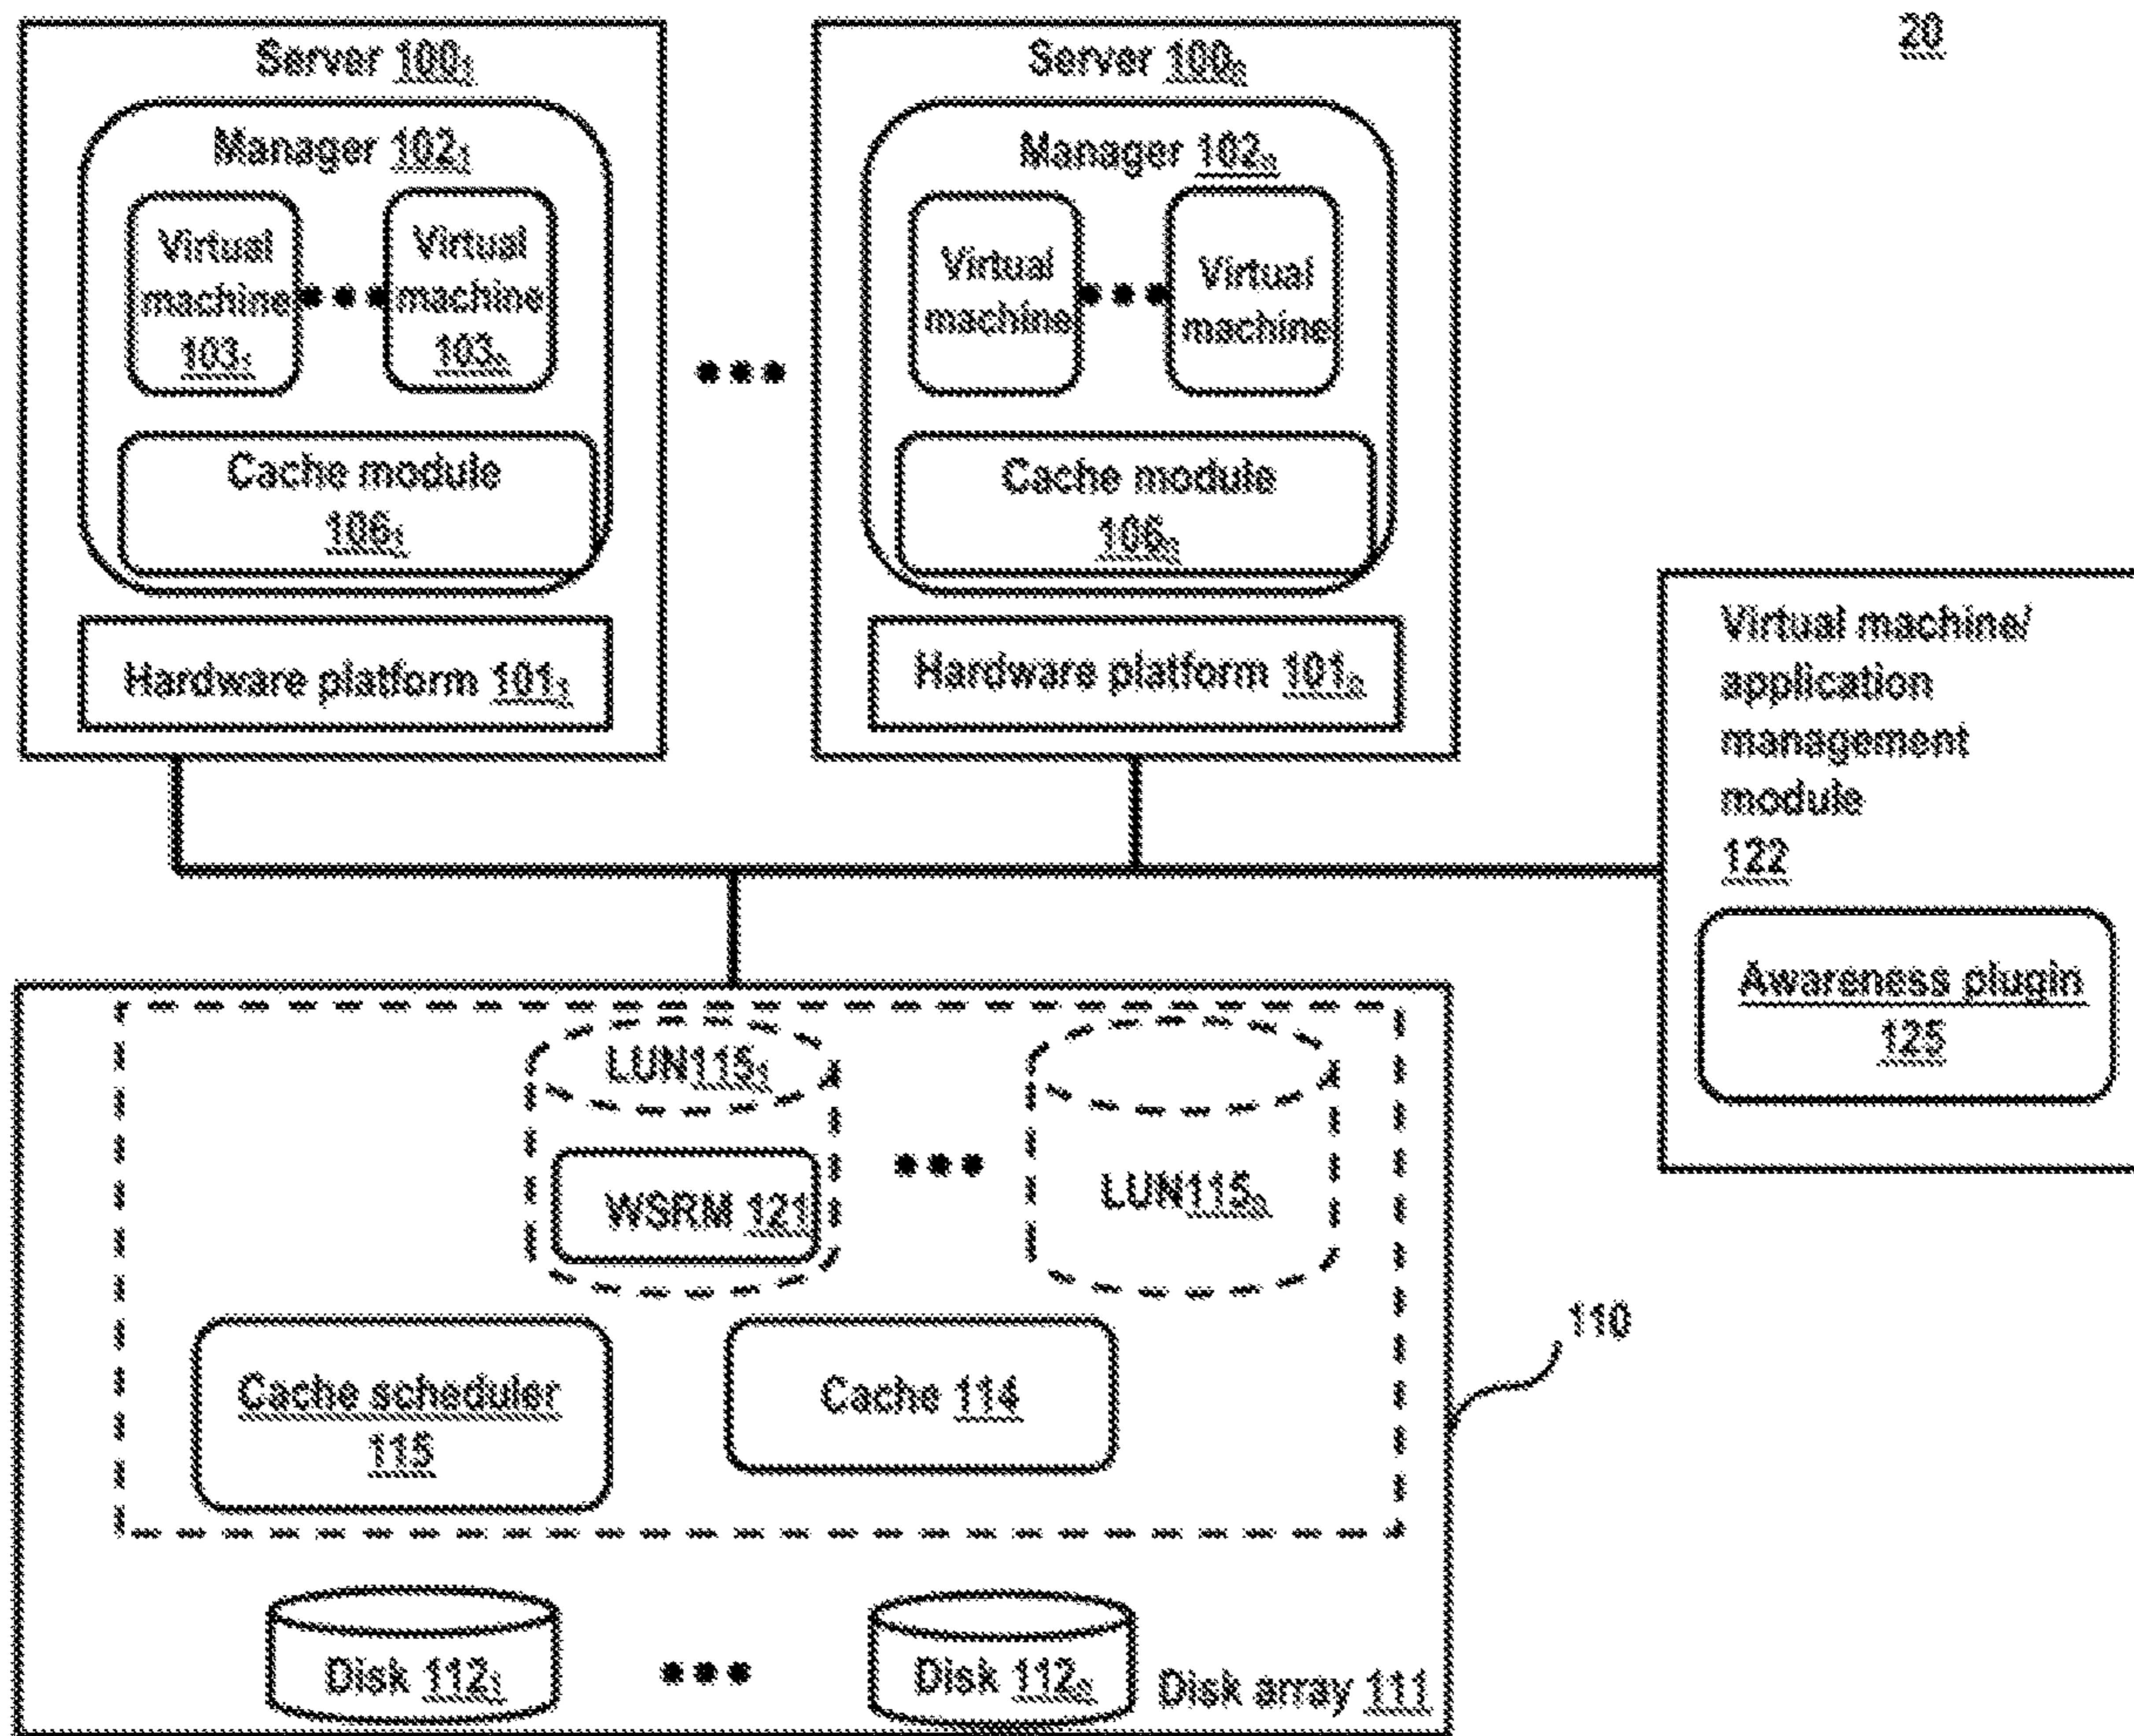 20
Server 100₁
Manager 102₁
Virtual
machine
103₁
Virtual
machine
103ₙ
Cache module
106₁
Hardware platform 101₁
Server 100ₙ
Manager 102ₙ
Virtual
machine
Virtual
machine
Cache module
106ₙ
Hardware platform 101ₙ
Virtual machine/
application
management
module
122
Awareness plugin
125
LUN115₁
WSRM 121
LUN115ₙ
Cache scheduler
115
Cache 114
110
Disk 112₁
Disk 112ₙ
Disk array 111